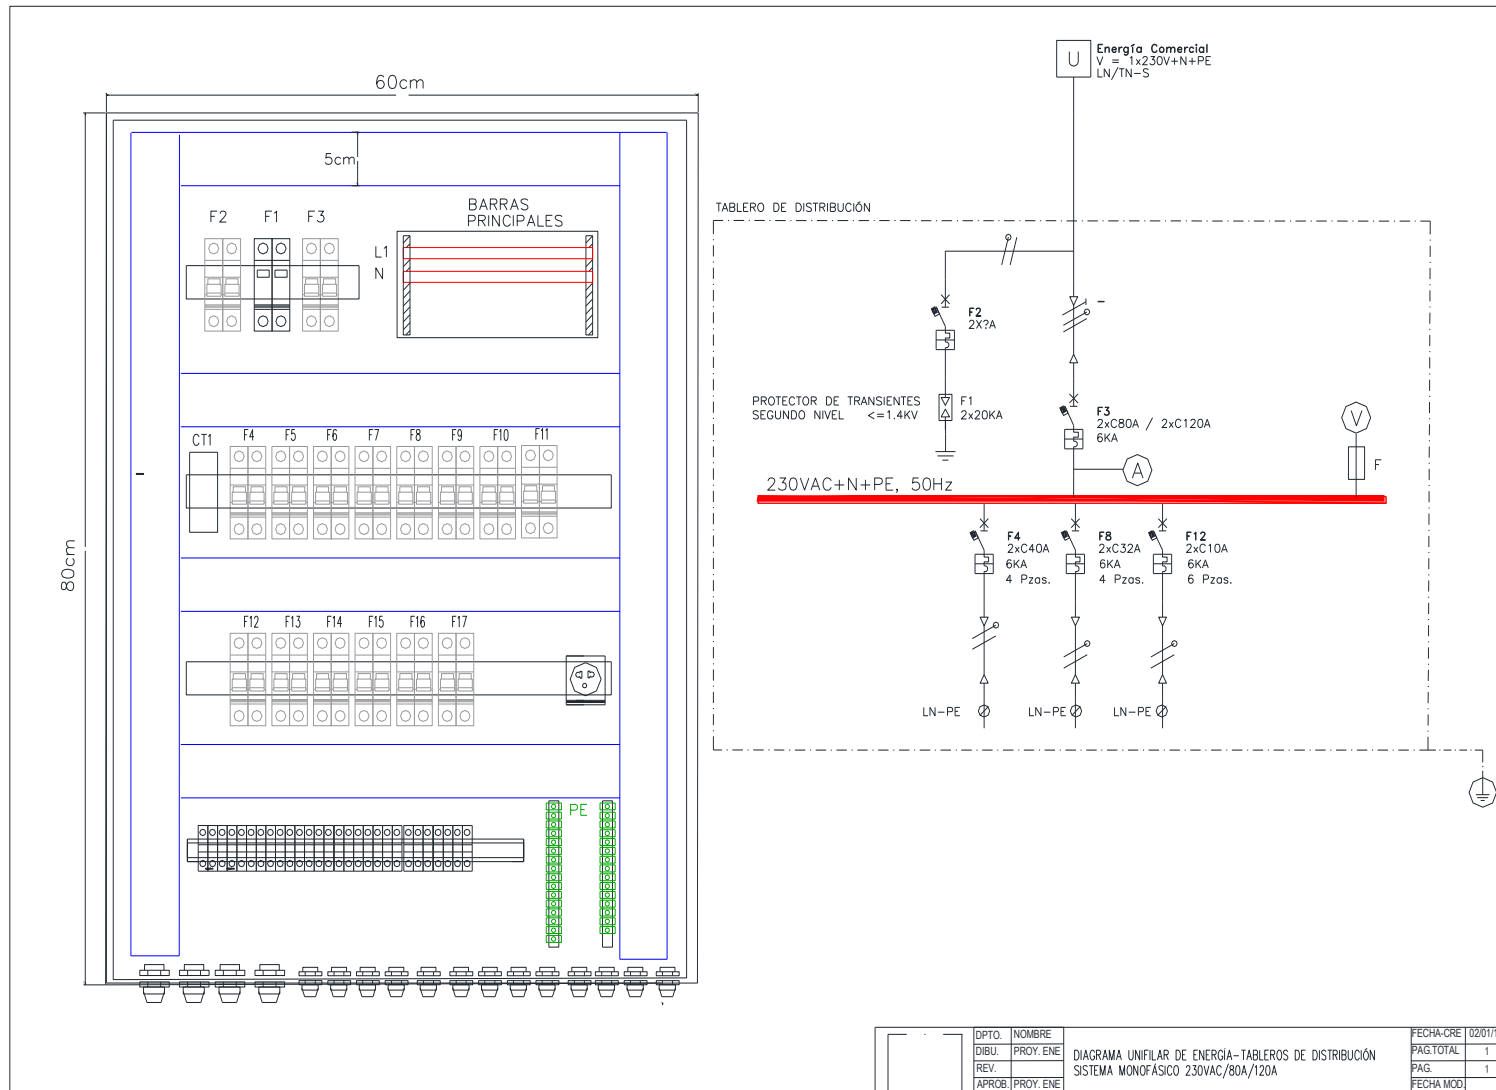 60cm
5cm
80cm
F2
F1
F3
BARRAS
PRINCIPALES
L1
N
CT1
F4
F5
F6
F7
F8
F9
F10
F11
F12
F13
F14
F15
F16
F17
PE
U
Energía Comercial
V = 1x230V+N+PE
LN/TN-S
TABLERO DE DISTRIBUCIÓN
F2
2X?A
PROTECTOR DE TRANSIENTES
SEGUNDO NIVEL <=1.4KV
F1
2x20KA
F3
2xC80A / 2xC120A
6KA
V
F
A
230VAC+N+PE, 50Hz
F4
2xC40A
6KA
4 Pzas.
F8
2xC32A
6KA
4 Pzas.
F12
2xC10A
6KA
6 Pzas.
LN-PE
LN-PE
LN-PE
DPTO. NOMBRE
DIBU. PROY. ENE
REV.
APROB. PROY. ENE
DIAGRAMA UNIFILAR DE ENERGÍA-TABLEROS DE DISTRIBUCIÓN
SISTEMA MONOFÁSICO 230VAC/80A/120A
FECHA-CRE 02/01/1
PAG.TOTAL 1
PAG. 1
FECHA MOD.